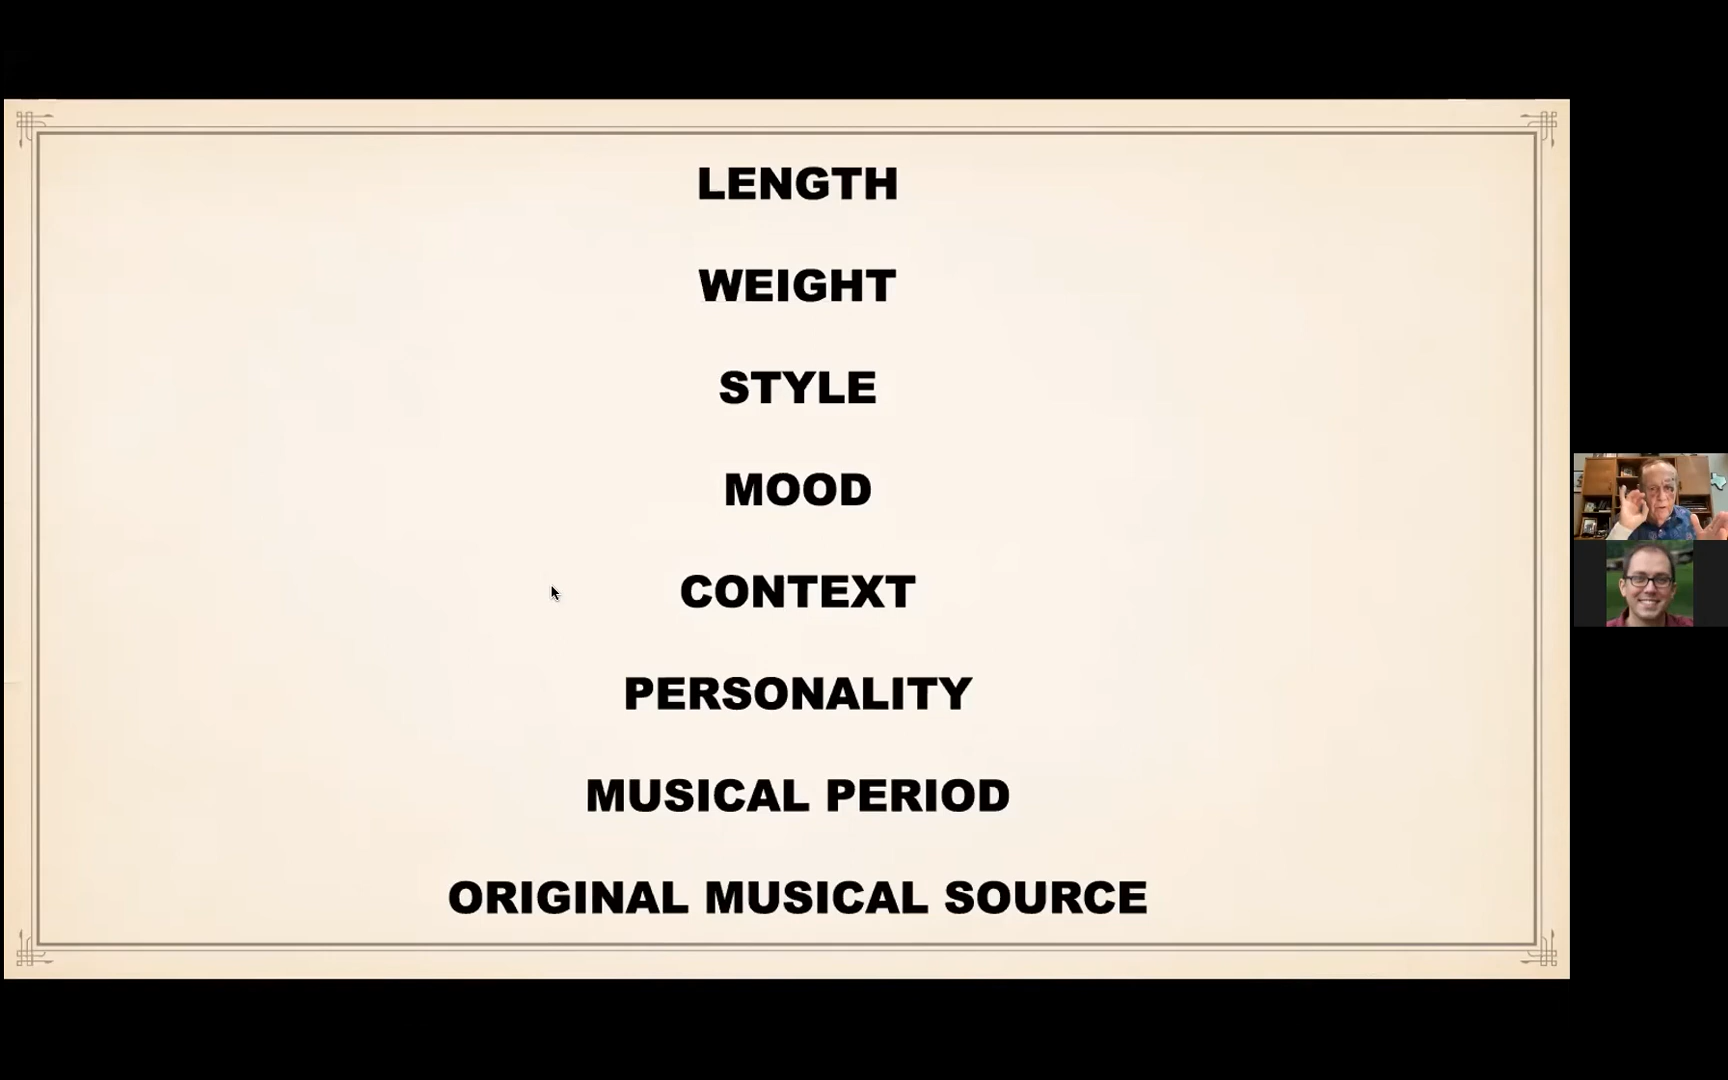 LENGTH
WEIGHT
STYLE
MOOD
CONTEXT
PERSONALITY
MUSICAL PERIOD
ORIGINAL MUSICAL SOURCE